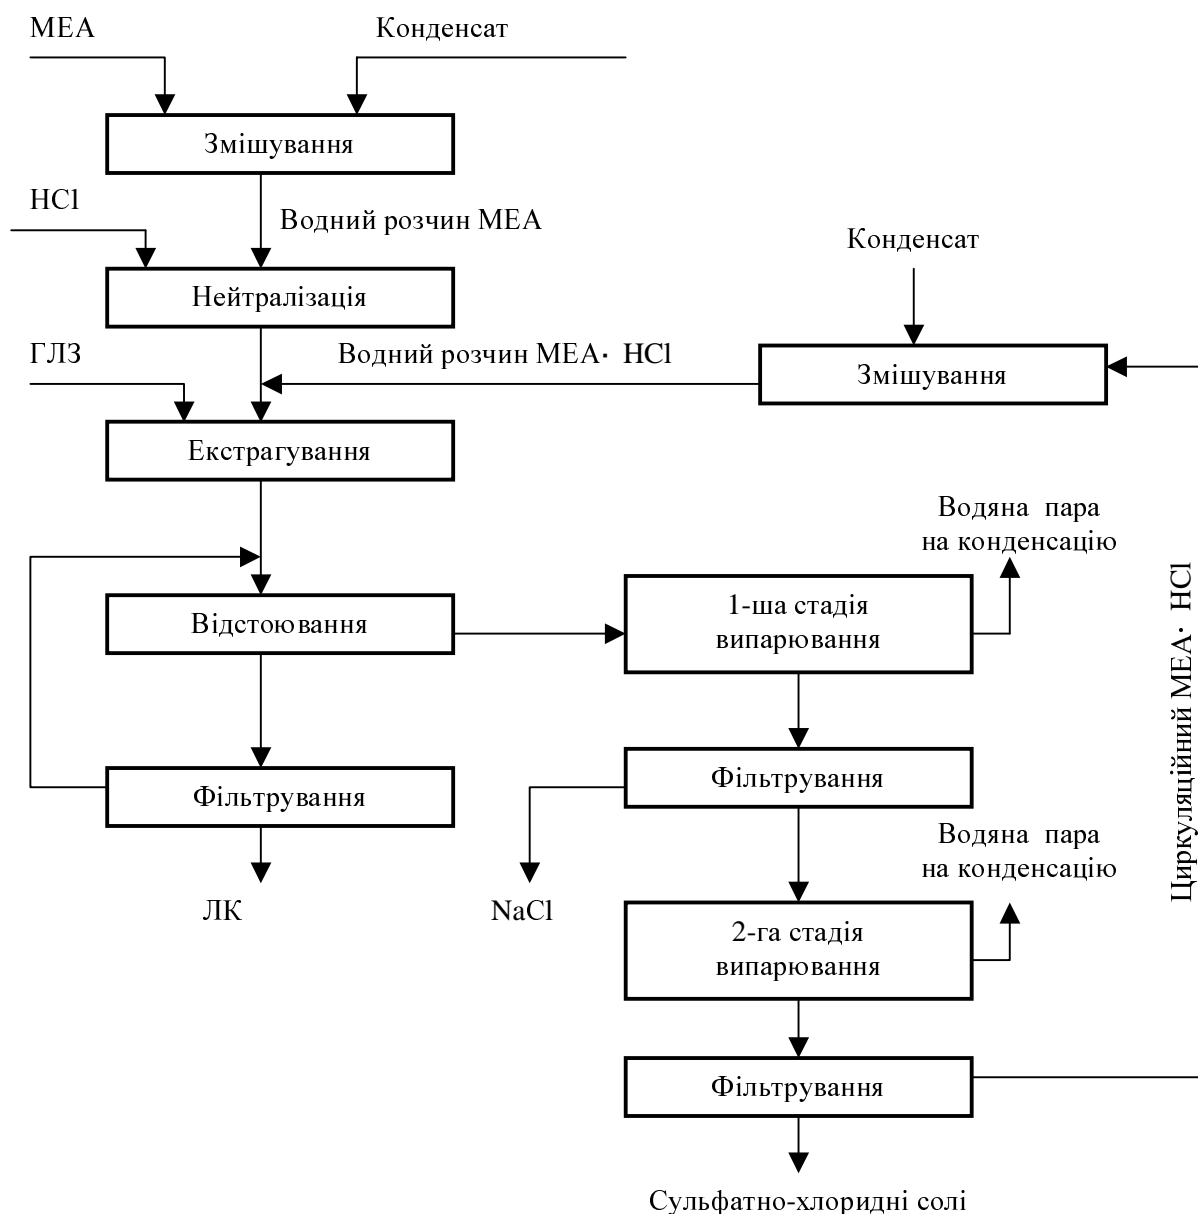 МЕА
Конденсат
Змішування
HCl
Водний розчин МЕА
Конденсат
Нейтралізація
ГЛЗ
Водний розчин МЕА· HCl
Змішування
Екстрагування
Водяна пара
на конденсацію
1-ша стадія
випарювання
Відстоювання
Циркуляційний МЕА· HCl
Фільтрування
Фільтрування
Водяна пара
на конденсацію
ЛК
NaCl
2-га стадія
випарювання
Фільтрування
Сульфатно-хлоридні солі